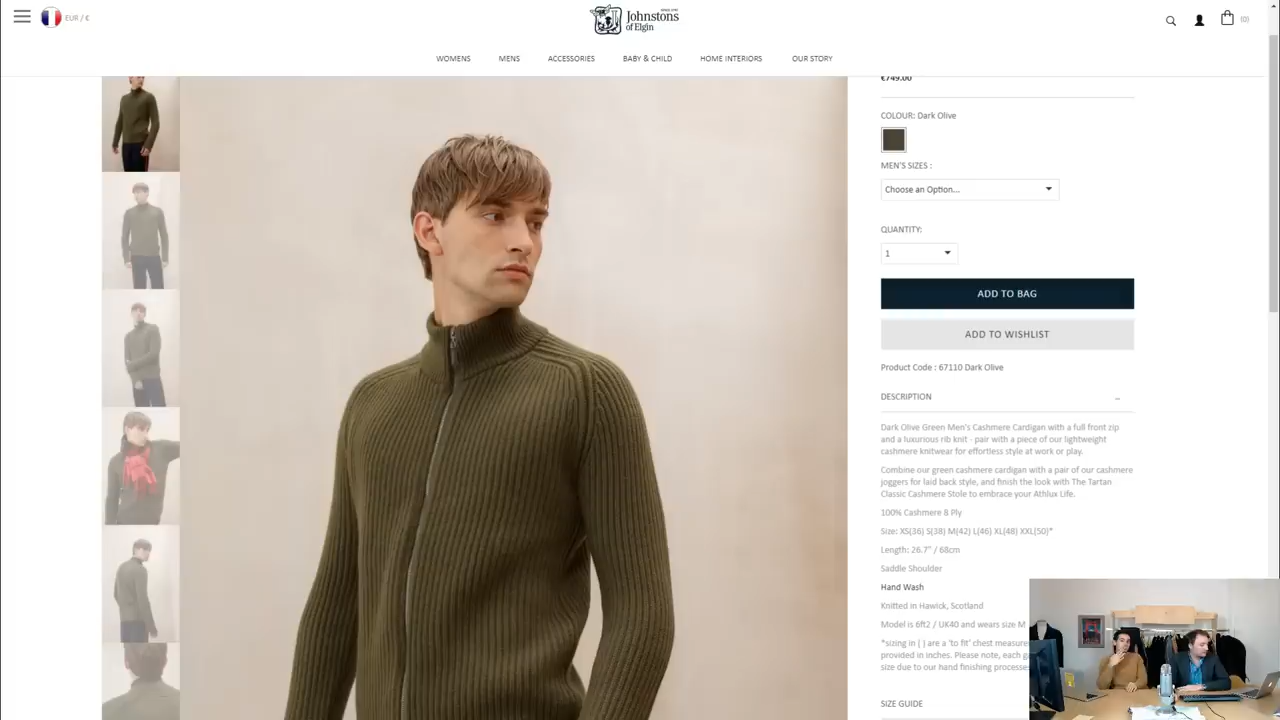 EUR / €
SINCE 1797
Johnstons
of Elgin
(0)
WOMENS
MENS
ACCESSORIES
BABY & CHILD
HOME INTERIORS
OUR STORY
€749.00
COLOUR: Dark Olive
MEN'S SIZES :
Choose an Option...
QUANTITY:
1
ADD TO BAG
ADD TO WISHLIST
Product Code : 67110 Dark Olive
DESCRIPTION
Dark Olive Green Men's Cashmere Cardigan with a full front zip
and a luxurious rib knit - pair with a piece of our lightweight
cashmere knitwear for effortless style at work or play.
Combine our green cashmere cardigan with a pair of our cashmere
joggers for laid back style, and finish the look with The Tartan
Classic Cashmere Stole to embrace your Athlux Life.
100% Cashmere 8 Ply
Size: XS(36) S(38) M(42) L(46) XL(48) XXL(50)*
Length: 26.7" / 68cm
Saddle Shoulder
Hand Wash
Knitted in Hawick, Scotland
Model is 6ft2 / UK40 and wears size M
*sizing in ( ) are a 'to fit' chest measure
provided in inches. Please note, each g
size due to our hand finishing processe
SIZE GUIDE